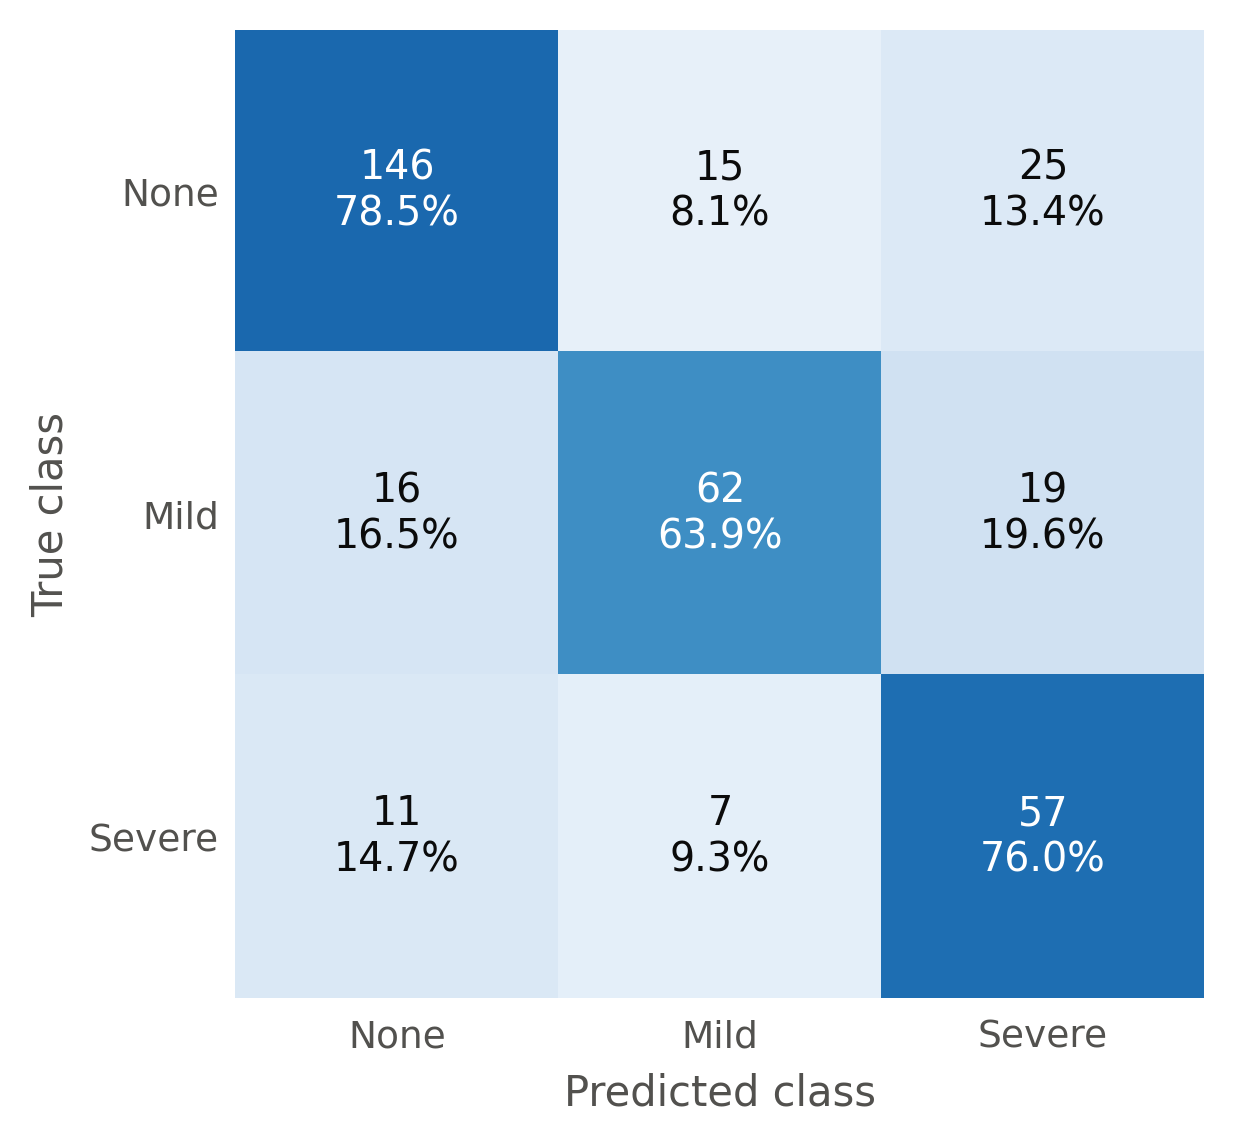 None
146
78.5%
15
8.1%
25
13.4%
Mild
16
16.5%
62
63.9%
19
19.6%
Severe
11
14.7%
7
9.3%
57
76.0%
True class
None
Mild
Severe
Predicted class